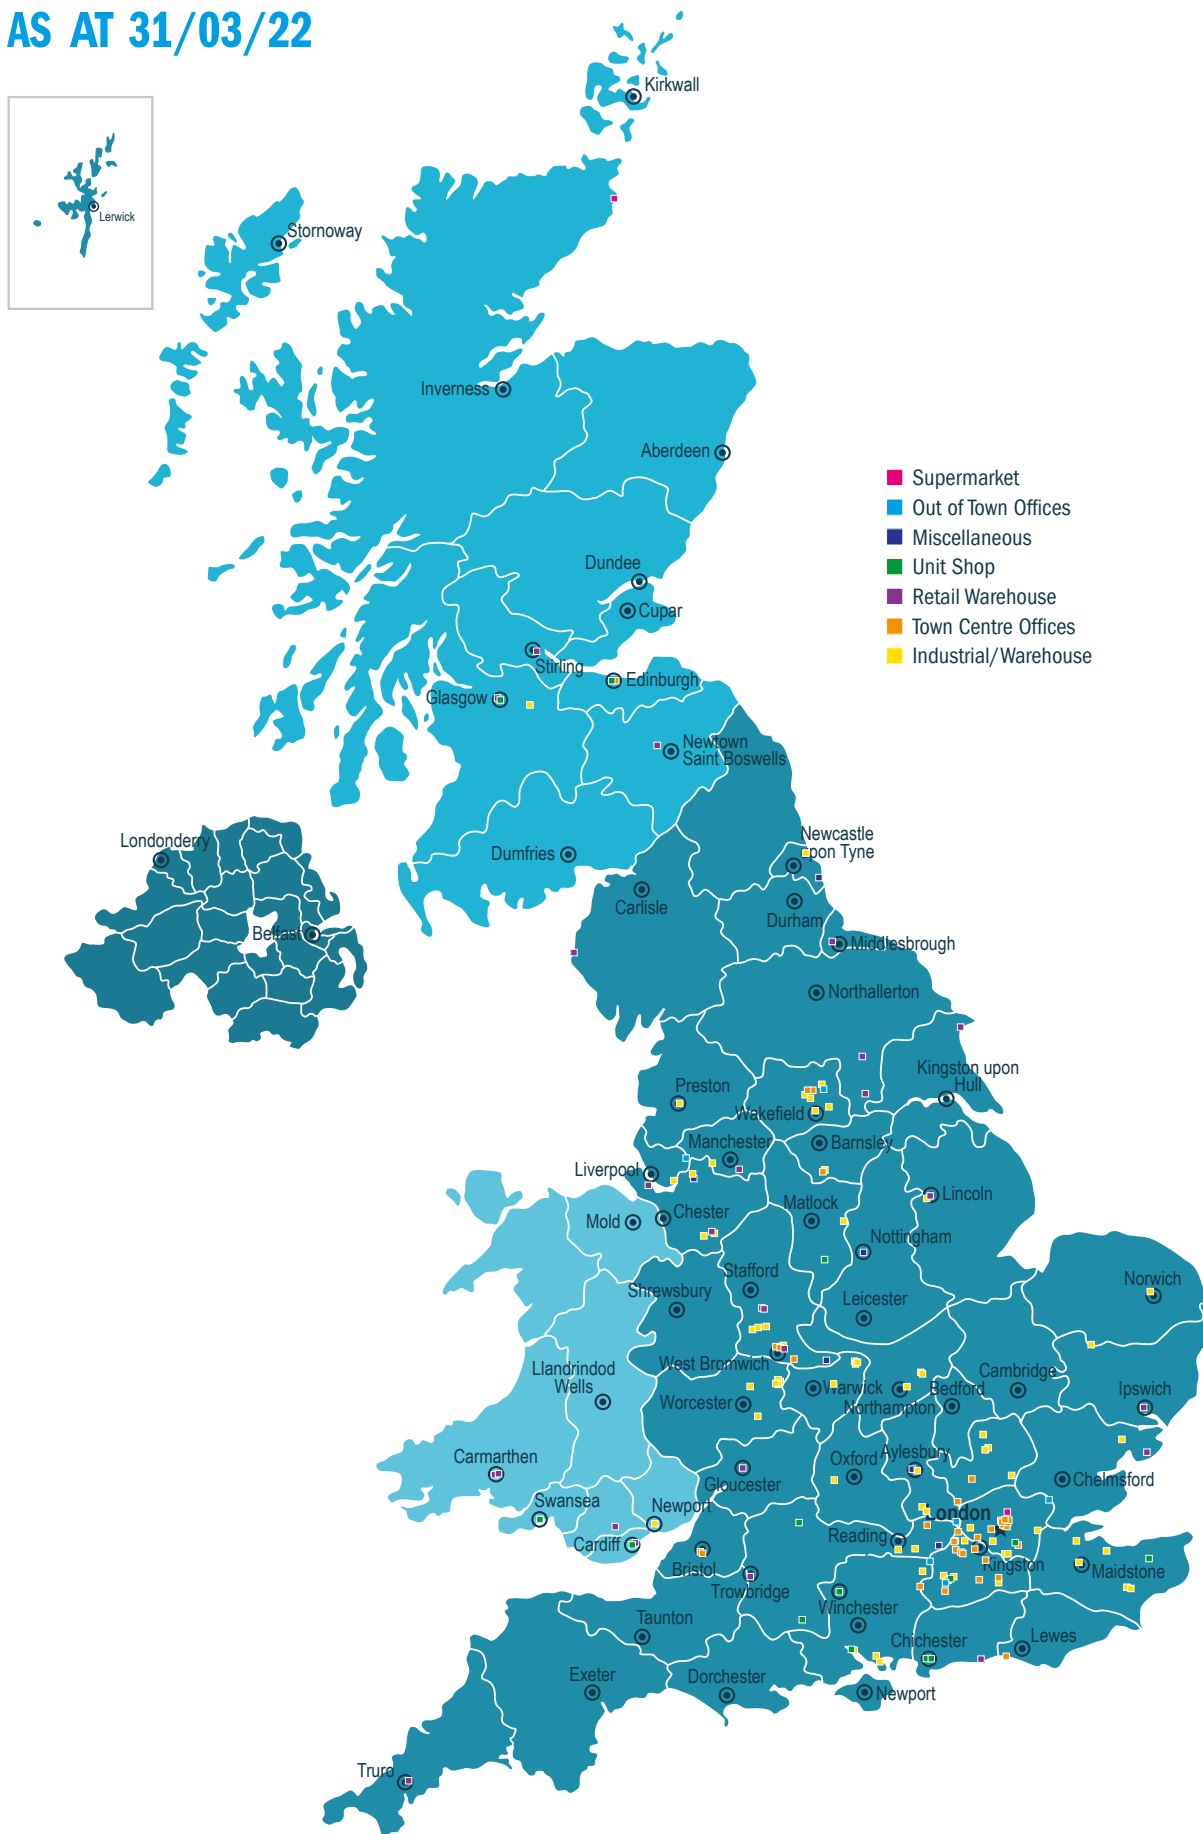 AS AT 31/03/22
Kirkwall
Lerwick
Stornoway
Inverness
Aberdeen
Supermarket
Out of Town Offices
Miscellaneous
Unit Shop
Retail Warehouse
Town Centre Offices
Industrial/Warehouse
Dundee
Cupar
Stirling
Edinburgh
Glasgow
Newtown
Saint Boswells
Londonderry
Newcastle
upon Tyne
Dumfries
Carlisle
Durham
Belfast
Middlesbrough
Northallerton
Kingston upon
Hull
Preston
Wakefield
Manchester
Barnsley
Liverpool
Lincoln
Matlock
Chester
Mold
Nottingham
Stafford
Norwich
Shrewsbury
Leicester
West Bromwich
Llandrindod
Wells
Cambridge
Warwick
Bedford
Ipswich
Worcester
Northampton
Carmarthen
Aylesbury
Oxford
Gloucester
Chelmsford
Swansea
Newport
London
Reading
Cardiff
Bristol
Kingston
Maidstone
Trowbridge
Winchester
Taunton
Chichester
Lewes
Exeter
Dorchester
Newport
Truro